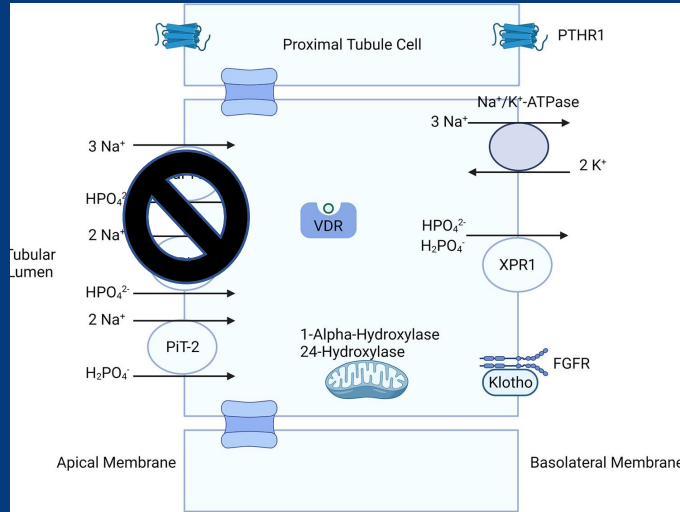 Proximal Tubule Cell
PTHR1
Na⁺/K⁺-ATPase
3 Na⁺
2 K⁺
3 Na⁺
HPO₄²
2 Na⁺
HPO₄²⁻
2 Na⁺
PiT-2
H₂PO₄⁻
Tubular
Lumen
VDR
HPO₄²⁻
H₂PO₄⁻
XPR1
1-Alpha-Hydroxylase
24-Hydroxylase
FGFR
Klotho
Apical Membrane
Basolateral Membrane